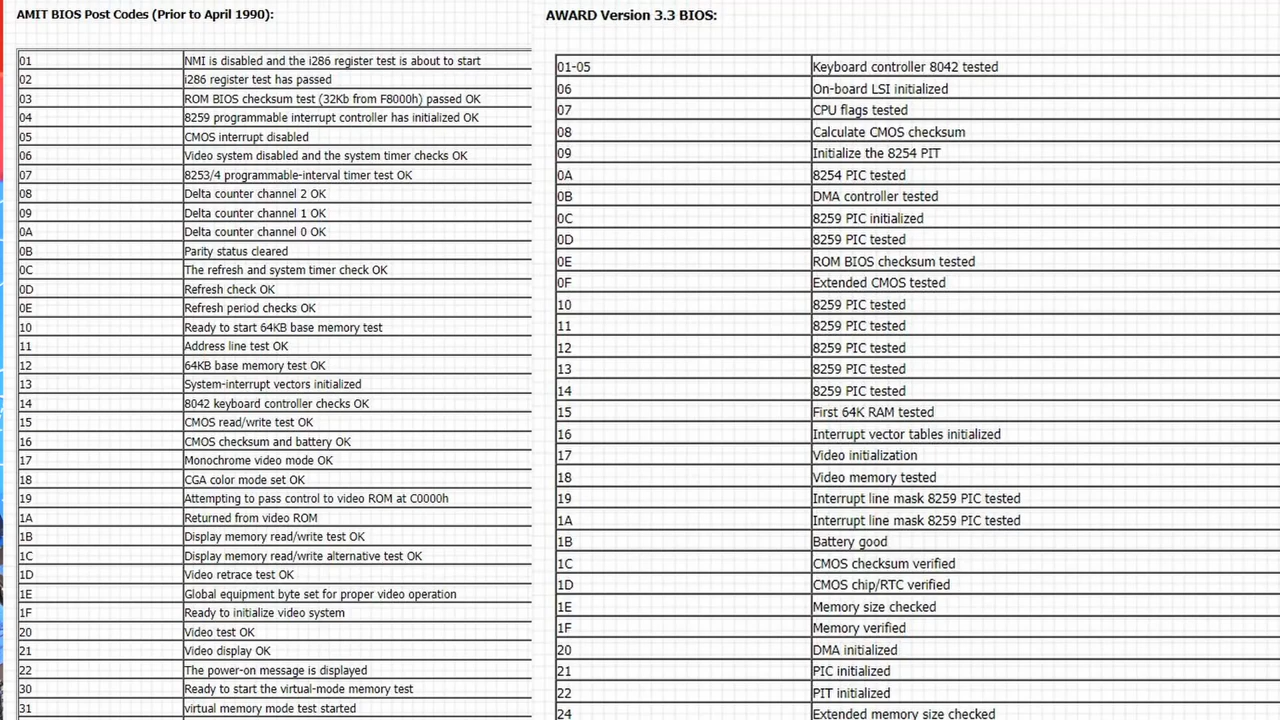 AMIT BIOS Post Codes (Prior to April 1990):
01 NMI is disabled and the i286 register test is about to start
02 i286 register test has passed
03 ROM BIOS checksum test (32Kb from F8000h) passed OK
04 8259 programmable interrupt controller has initialized OK
05 CMOS interrupt disabled
06 Video system disabled and the system timer checks OK
07 8253/4 programmable-interval timer test OK
08 Delta counter channel 2 OK
09 Delta counter channel 1 OK
0A Delta counter channel 0 OK
0B Parity status cleared
0C The refresh and system timer check OK
0D Refresh check OK
0E Refresh period checks OK
10 Ready to start 64KB base memory test
11 Address line test OK
12 64KB base memory test OK
13 System-interrupt vectors initialized
14 8042 keyboard controller checks OK
15 CMOS read/write test OK
16 CMOS checksum and battery OK
17 Monochrome video mode OK
18 CGA color mode set OK
19 Attempting to pass control to video ROM at C0000h
1A Returned from video ROM
1B Display memory read/write test OK
1C Display memory read/write alternative test OK
1D Video retrace test OK
1E Global equipment byte set for proper video operation
1F Ready to initialize video system
20 Video test OK
21 Video display OK
22 The power-on message is displayed
30 Ready to start the virtual-mode memory test
31 virtual memory mode test started
AWARD Version 3.3 BIOS:
01-05 Keyboard controller 8042 tested
06 On-board LSI initialized
07 CPU flags tested
08 Calculate CMOS checksum
09 Initialize the 8254 PIT
0A 8254 PIC tested
0B DMA controller tested
0C 8259 PIC initialized
0D 8259 PIC tested
0E ROM BIOS checksum tested
0F Extended CMOS tested
10 8259 PIC tested
11 8259 PIC tested
12 8259 PIC tested
13 8259 PIC tested
14 8259 PIC tested
15 First 64K RAM tested
16 Interrupt vector tables initialized
17 Video initialization
18 Video memory tested
19 Interrupt line mask 8259 PIC tested
1A Interrupt line mask 8259 PIC tested
1B Battery good
1C CMOS checksum verified
1D CMOS chip/RTC verified
1E Memory size checked
1F Memory verified
20 DMA initialized
21 PIC initialized
22 PIT initialized
24 Extended memory size checked